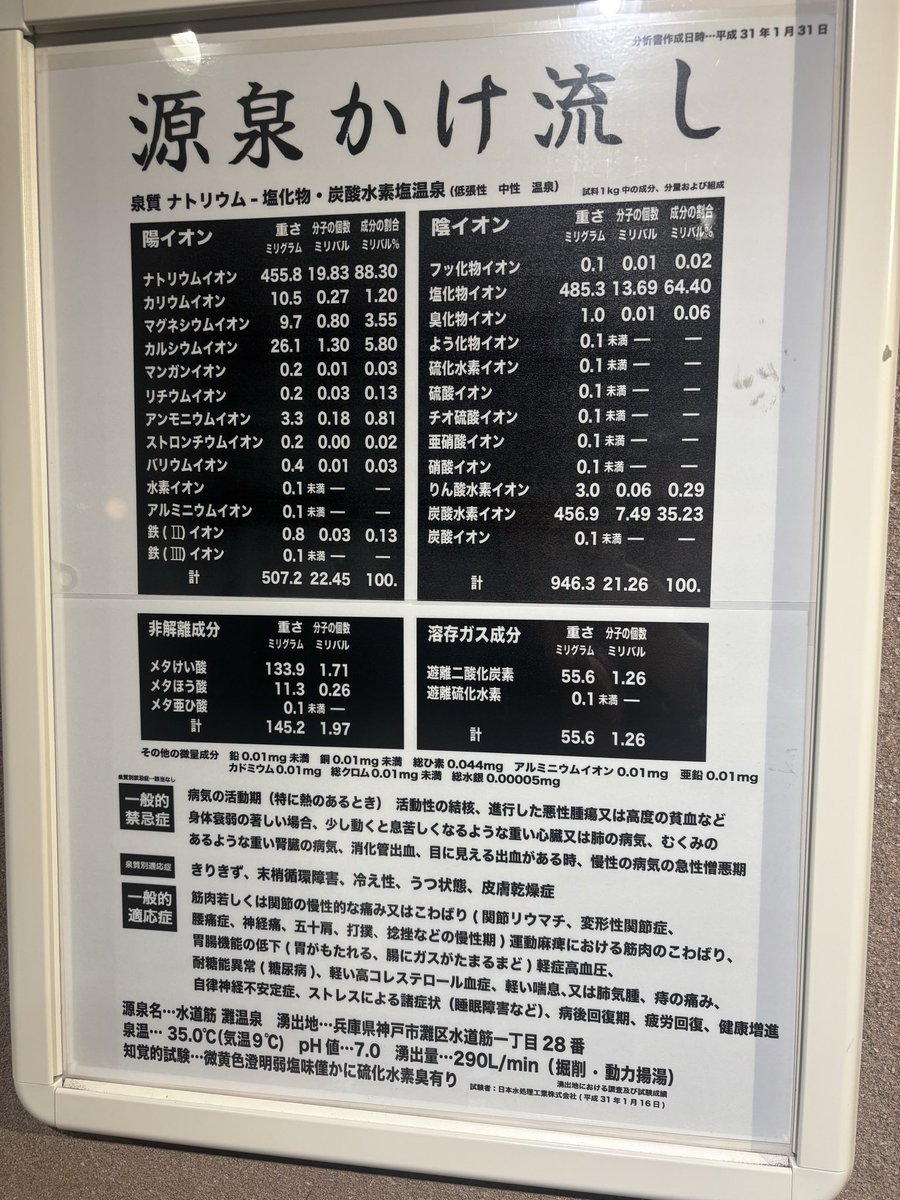 分析書作成日時…平成31年1月31日
源泉かけ流し
泉質 ナトリウム-塩化物・炭酸水素塩温泉(低張性 中性 温泉) 試料1kg中の成分、分量および組成
陽イオン 重さ ミリグラム 分子の個数 ミリバル 成分の割合 ミリバル%
ナトリウムイオン 455.8 19.83 88.30
カリウムイオン 10.5 0.27 1.20
マグネシウムイオン 9.7 0.80 3.55
カルシウムイオン 26.1 1.30 5.80
マンガンイオン 0.2 0.01 0.03
リチウムイオン 0.2 0.03 0.13
アンモニウムイオン 3.3 0.18 0.81
ストロンチウムイオン 0.2 0.00 0.02
バリウムイオン 0.4 0.01 0.03
水素イオン 0.1未満 — —
アルミニウムイオン 0.1未満 — —
鉄(Ⅱ)イオン 0.8 0.03 0.13
鉄(Ⅲ)イオン 0.1未満 — —
計 507.2 22.45 100.
陰イオン 重さ ミリグラム 分子の個数 ミリバル 成分の割合 ミリバル%
フッ化物イオン 0.1 0.01 0.02
塩化物イオン 485.3 13.69 64.40
臭化物イオン 1.0 0.01 0.06
よう化物イオン 0.1未満 — —
硫化水素イオン 0.1未満 — —
硫酸イオン 0.1未満 — —
チオ硫酸イオン 0.1未満 — —
亜硝酸イオン 0.1未満 — —
硝酸イオン 0.1未満 — —
りん酸水素イオン 3.0 0.06 0.29
炭酸水素イオン 456.9 7.49 35.23
炭酸イオン 0.1未満 — —
計 946.3 21.26 100.
非解離成分 重さ ミリグラム 分子の個数 ミリバル
メタけい酸 133.9 1.71
メタほう酸 11.3 0.26
メタ亜ひ酸 0.1未満 —
計 145.2 1.97
溶存ガス成分 重さ ミリグラム 分子の個数 ミリバル
遊離二酸化炭素 55.6 1.26
遊離硫化水素 0.1未満 —
計 55.6 1.26
その他の微量成分 鉛0.01mg未満 銅0.01mg未満 総ひ素0.044mg アルミニウムイオン0.01mg 亜鉛0.01mg
カドミウム0.01mg 総クロム0.01mg未満 総水銀0.00005mg
泉質別禁忌症…該当なし
一般的禁忌症 病気の活動期(特に熱のあるとき) 活動性の結核、進行した悪性腫瘍又は高度の貧血など
身体衰弱の著しい場合、少し動くと息苦しくなるような重い心臓又は肺の病気、むくみの
あるような重い腎臓の病気、消化管出血、目に見える出血がある時、慢性の病気の急性憎悪期
泉質別適応症 きりきず、末梢循環障害、冷え性、うつ状態、皮膚乾燥症
一般的適応症 筋肉若しくは関節の慢性的な痛み又はこわばり(関節リウマチ、変形性関節症、
腰痛症、神経痛、五十肩、打撲、捻挫などの慢性期)運動麻痺における筋肉のこわばり、
胃腸機能の低下(胃がもたれる、腸にガスがたまるまど)軽症高血圧、
耐糖能異常(糖尿病)、軽い高コレステロール血症、軽い喘息、又は肺気腫、痔の痛み、
自律神経不安定症、ストレスによる諸症状(睡眠障害など)、病後回復期、疲労回復、健康増進
源泉名…水道筋 灘温泉 湧出地…兵庫県神戸市灘区水道筋一丁目28番
泉温… 35.0℃(気温9℃) pH値…7.0 湧出量…290L/min(掘削・動力揚湯)
知覚的試験…微黄色澄明弱塩味僅かに硫化水素臭有り
湧出地における調査及び試験成績
試験者:日本水処理工業株式会社(平成31年1月16日)